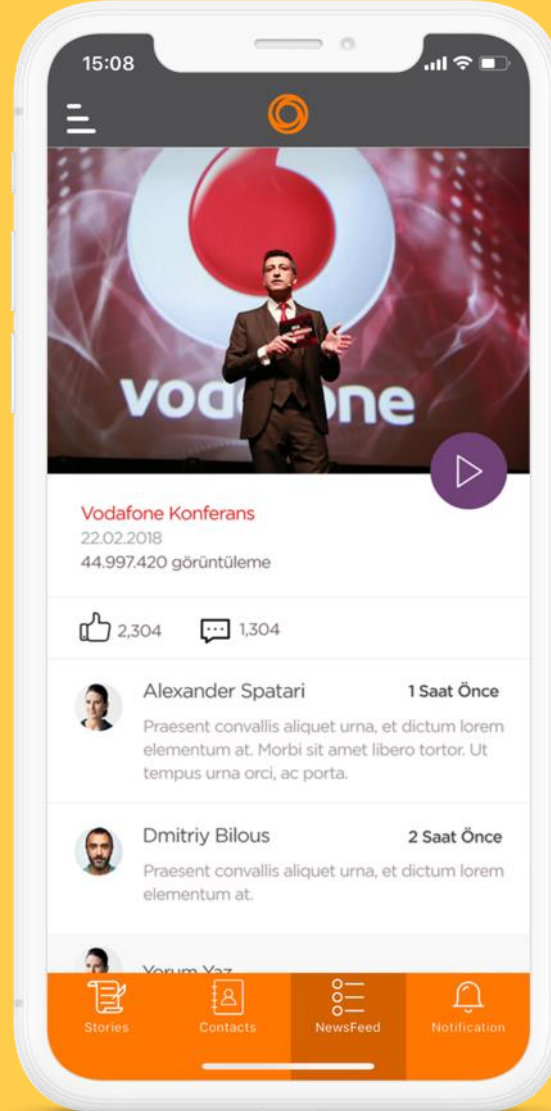 15:08
vodafone
Vodafone Konferans
22.02.2018
44.997.420 görüntüleme
2,304 1,304
Alexander Spatari 1 Saat Önce
Praesent convallis aliquet urna, et dictum lorem
elementum at. Morbi sit amet libero tortor. Ut
tempus urna orci, ac porta.
Dmitriy Bilous 2 Saat Önce
Praesent convallis aliquet urna, et dictum lorem
elementum at.
Yorum Yaz
Stories Contacts NewsFeed Notification